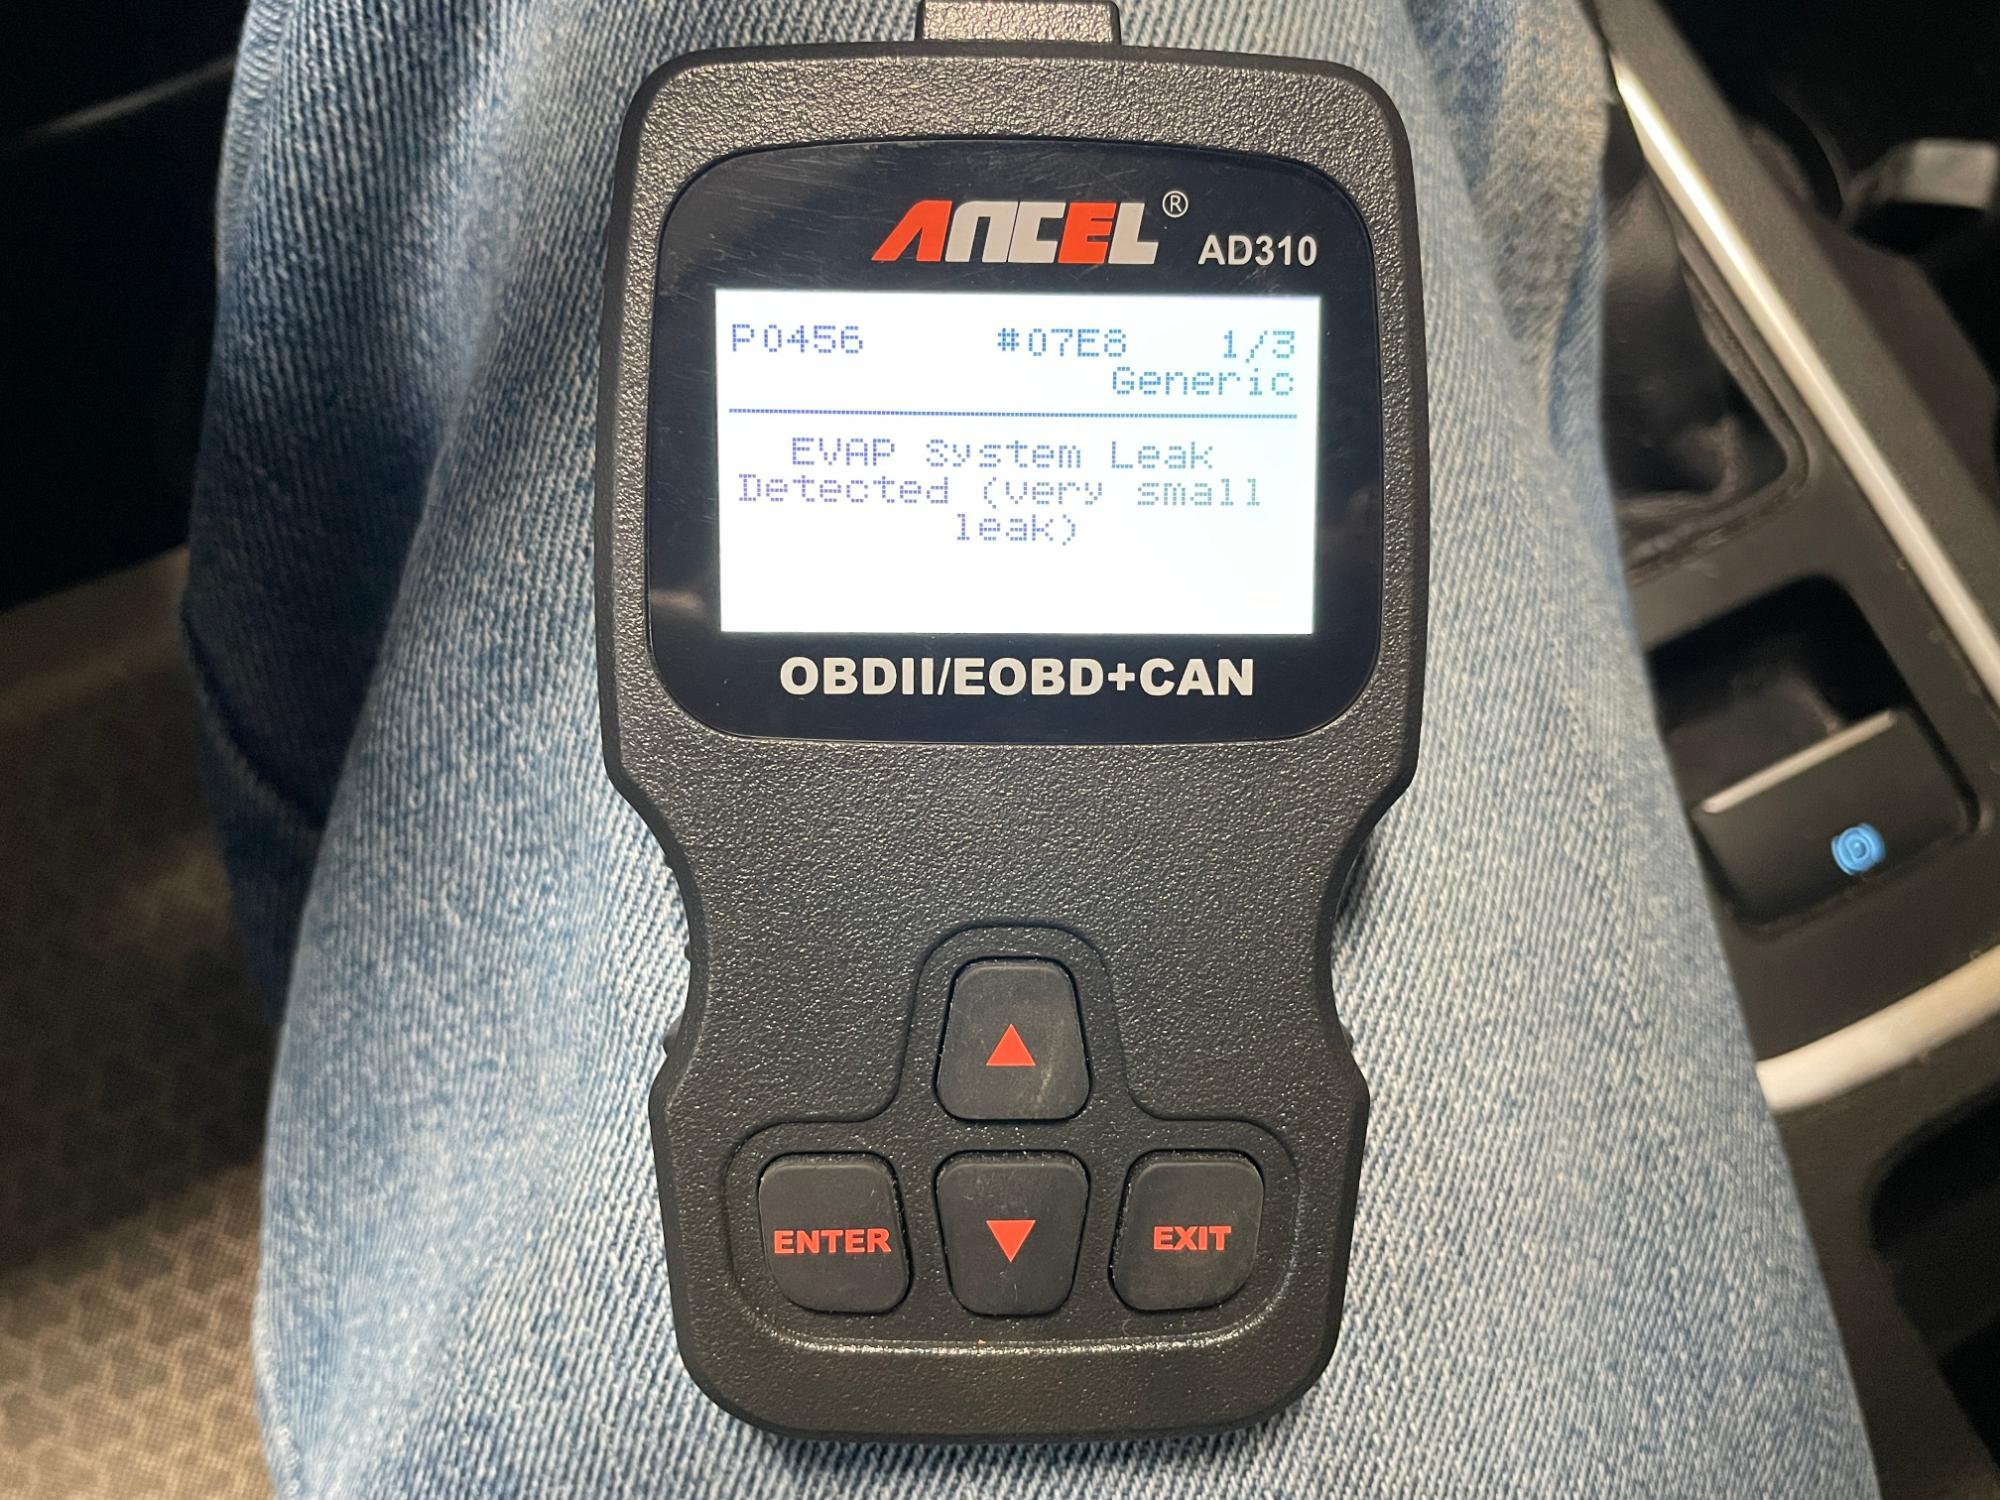 ANCEL®
AD310
P0456 #07E8 1/3
Generic
EVAP System Leak
Detected (very small
leak)
OBDII/EOBD+CAN
ENTER
EXIT